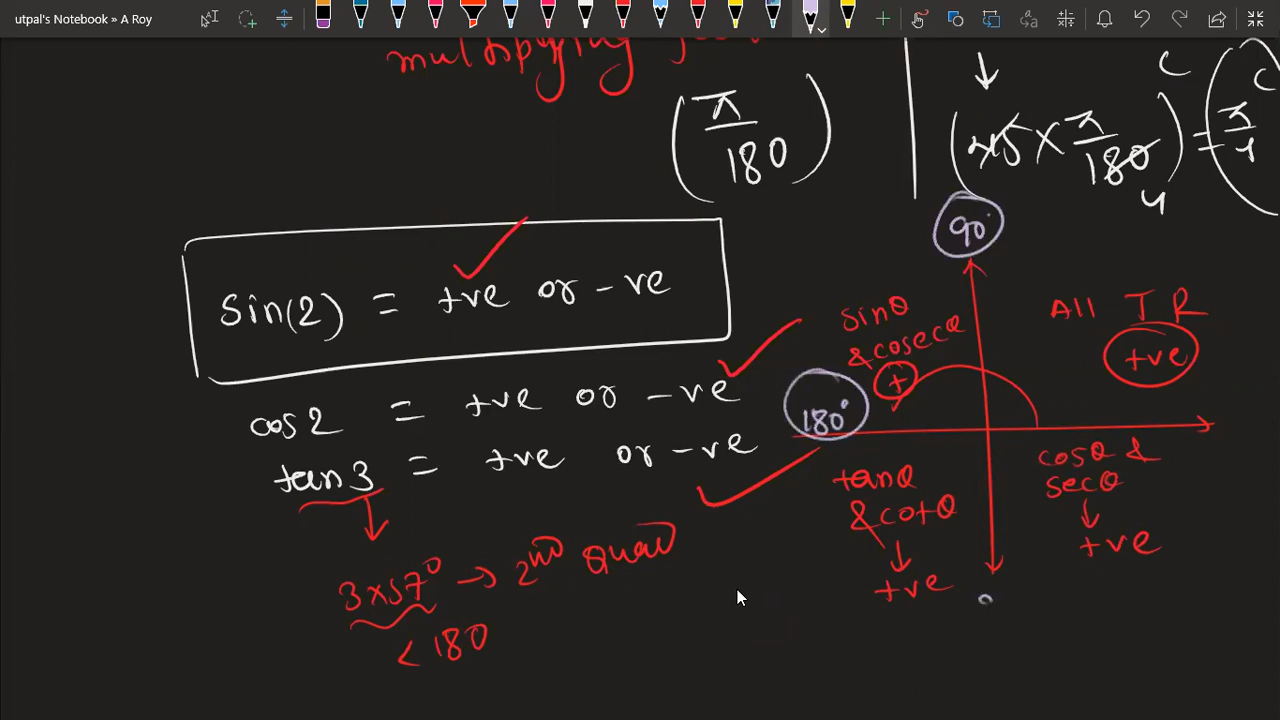 utpal's Notebook » A Roy
multiplying
(π/180)
(45 × π/180)ᶜ = (π/4)ᶜ
4
Sin(2) = +ve or -ve
cos 2 = +ve or -ve
tan 3 = +ve or -ve
3×57° → 2nd Quad
< 180
90°
sinθ
& cosecθ
+
All T R
+ve
180°
tanθ
& cotθ
+ve
cosθ &
secθ
+ve